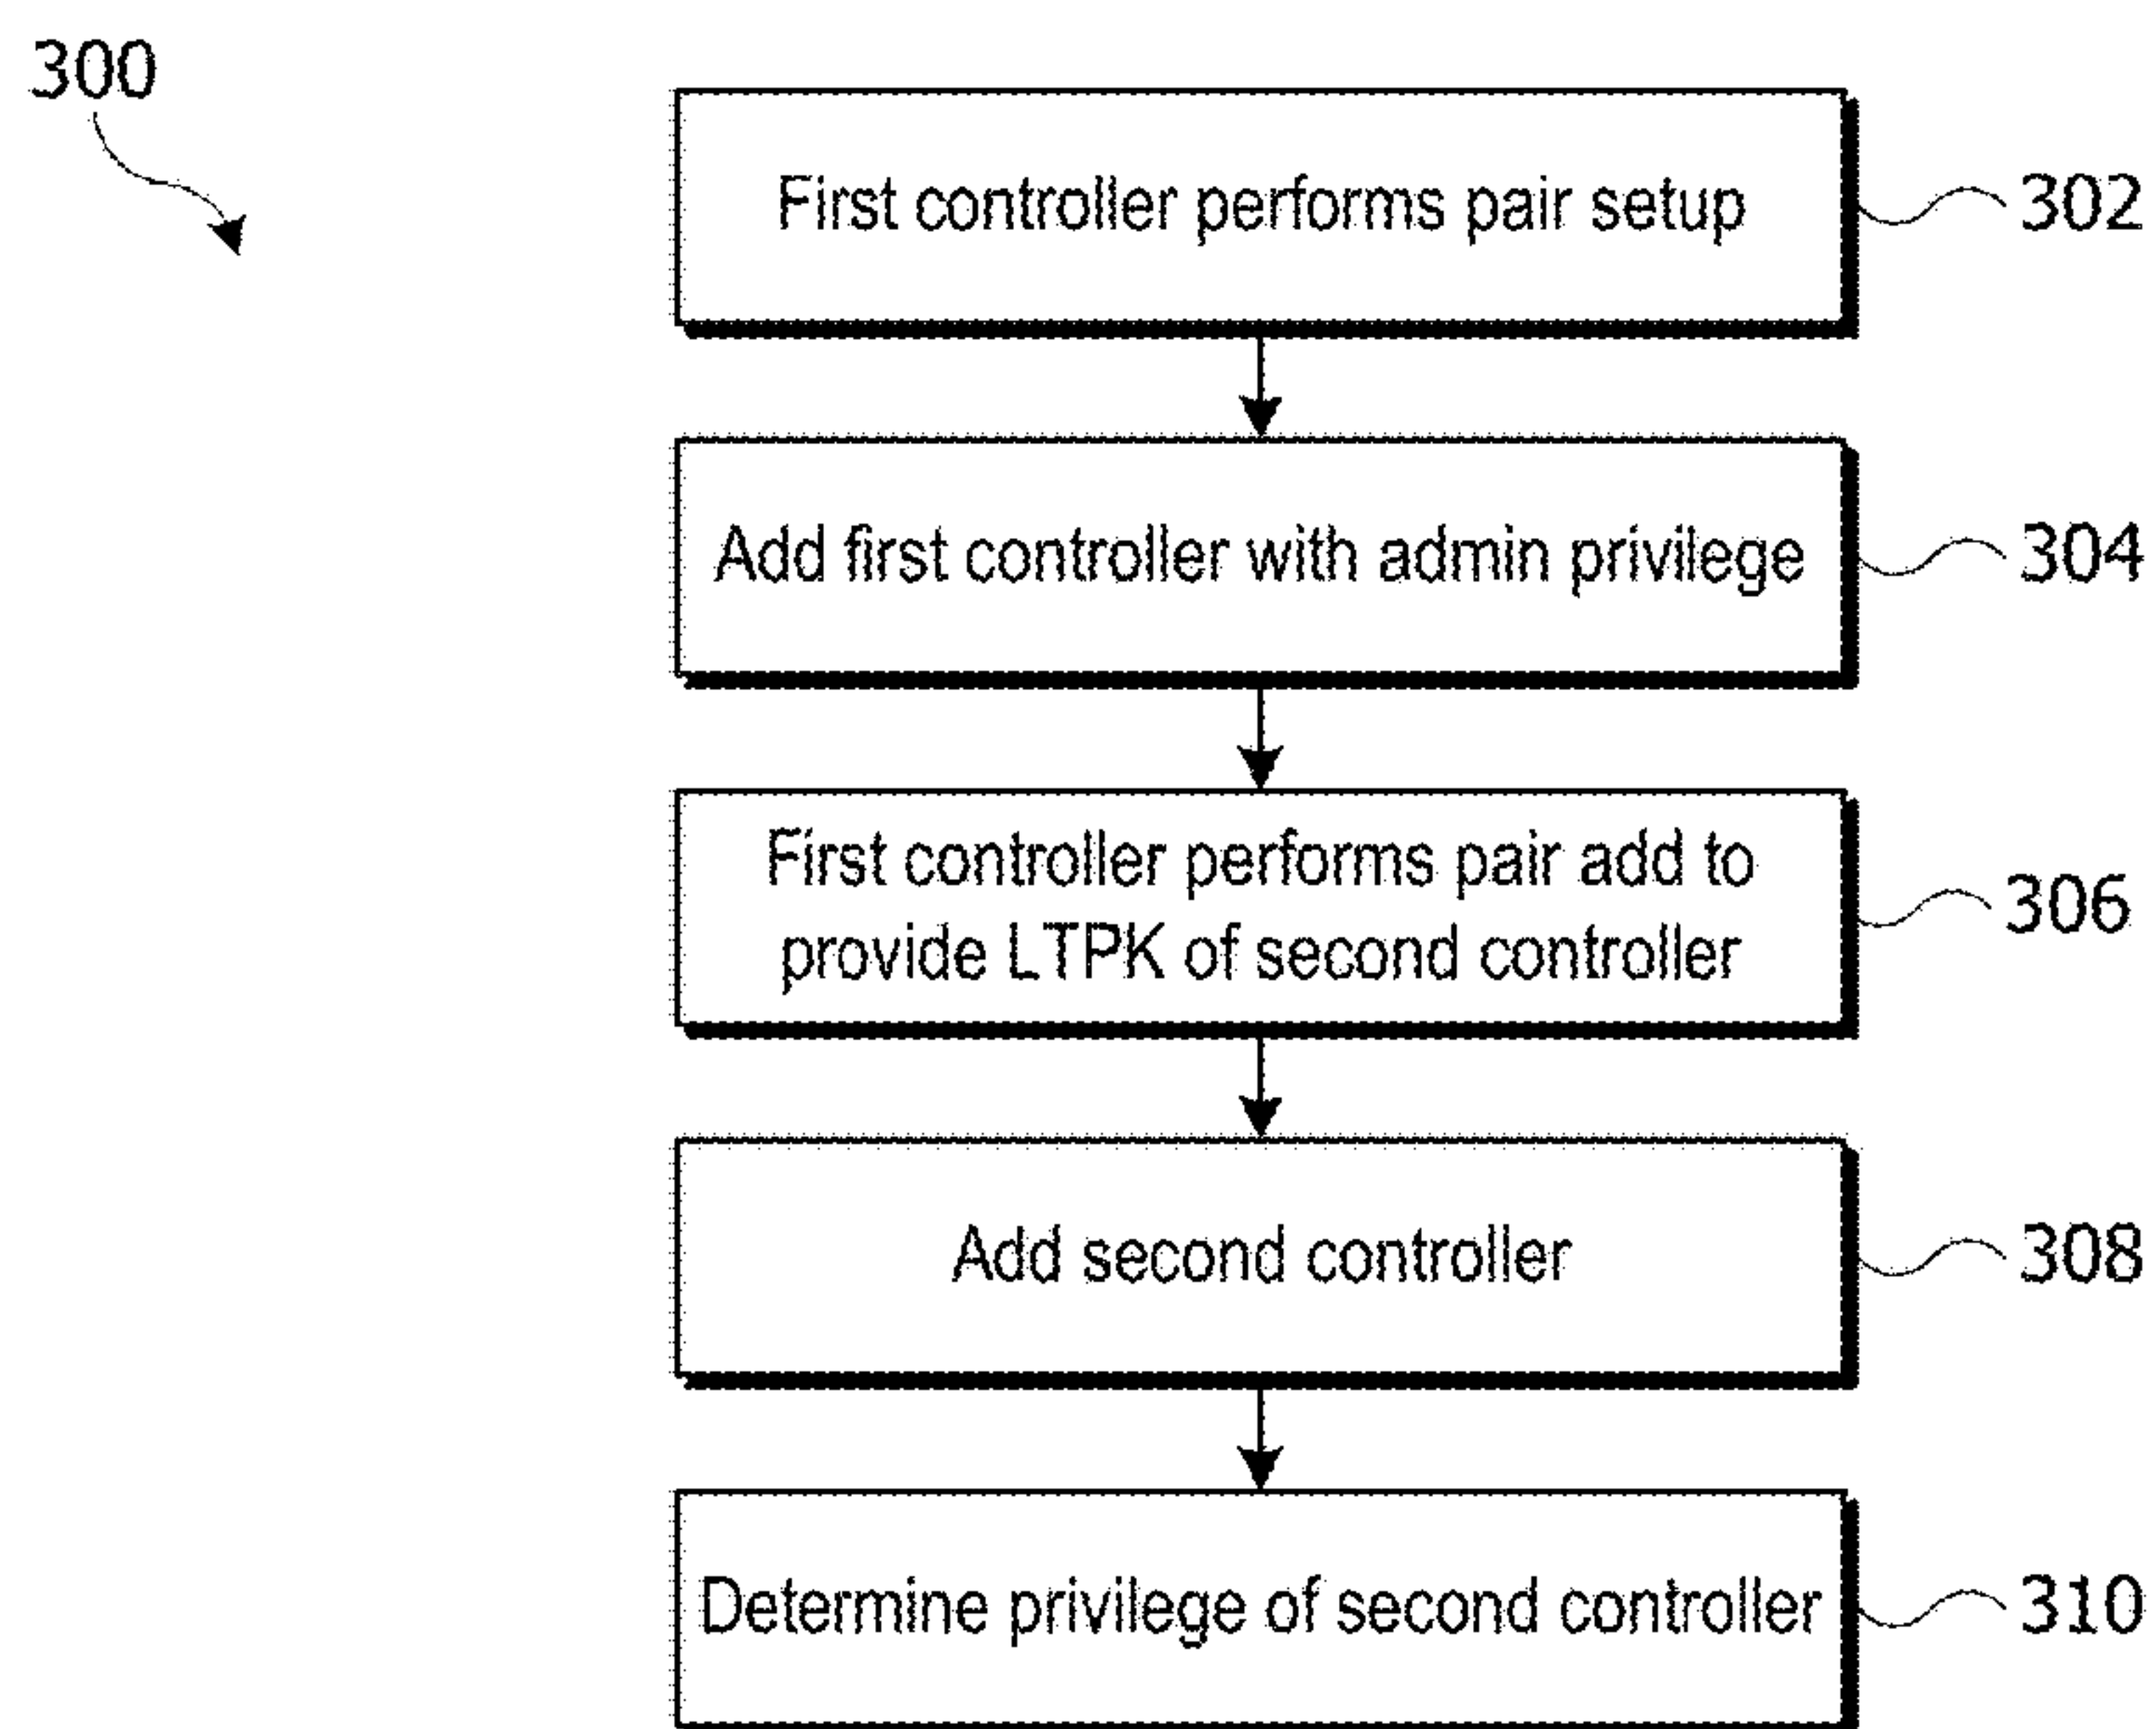 300
First controller performs pair setup
302
Add first controller with admin privilege
304
First controller performs pair add to
provide LTPK of second controller
306
Add second controller
308
Determine privilege of second controller
310